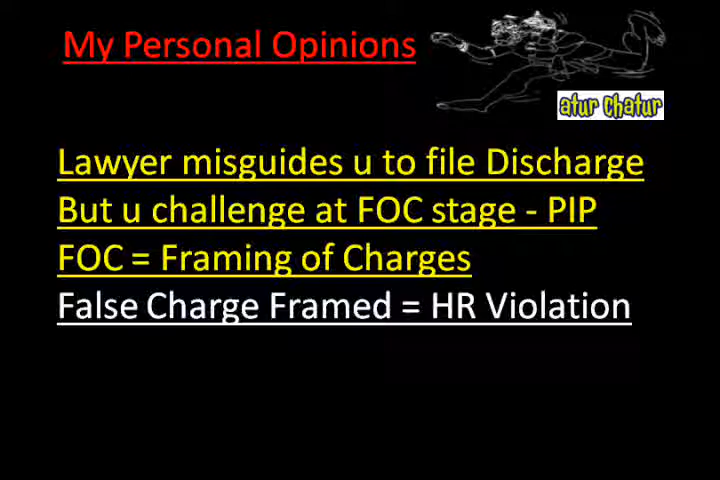 My Personal Opinions
atur chatur
Lawyer misguides u to file Discharge
But u challenge at FOC stage - PIP
FOC = Framing of Charges
False Charge Framed = HR Violation